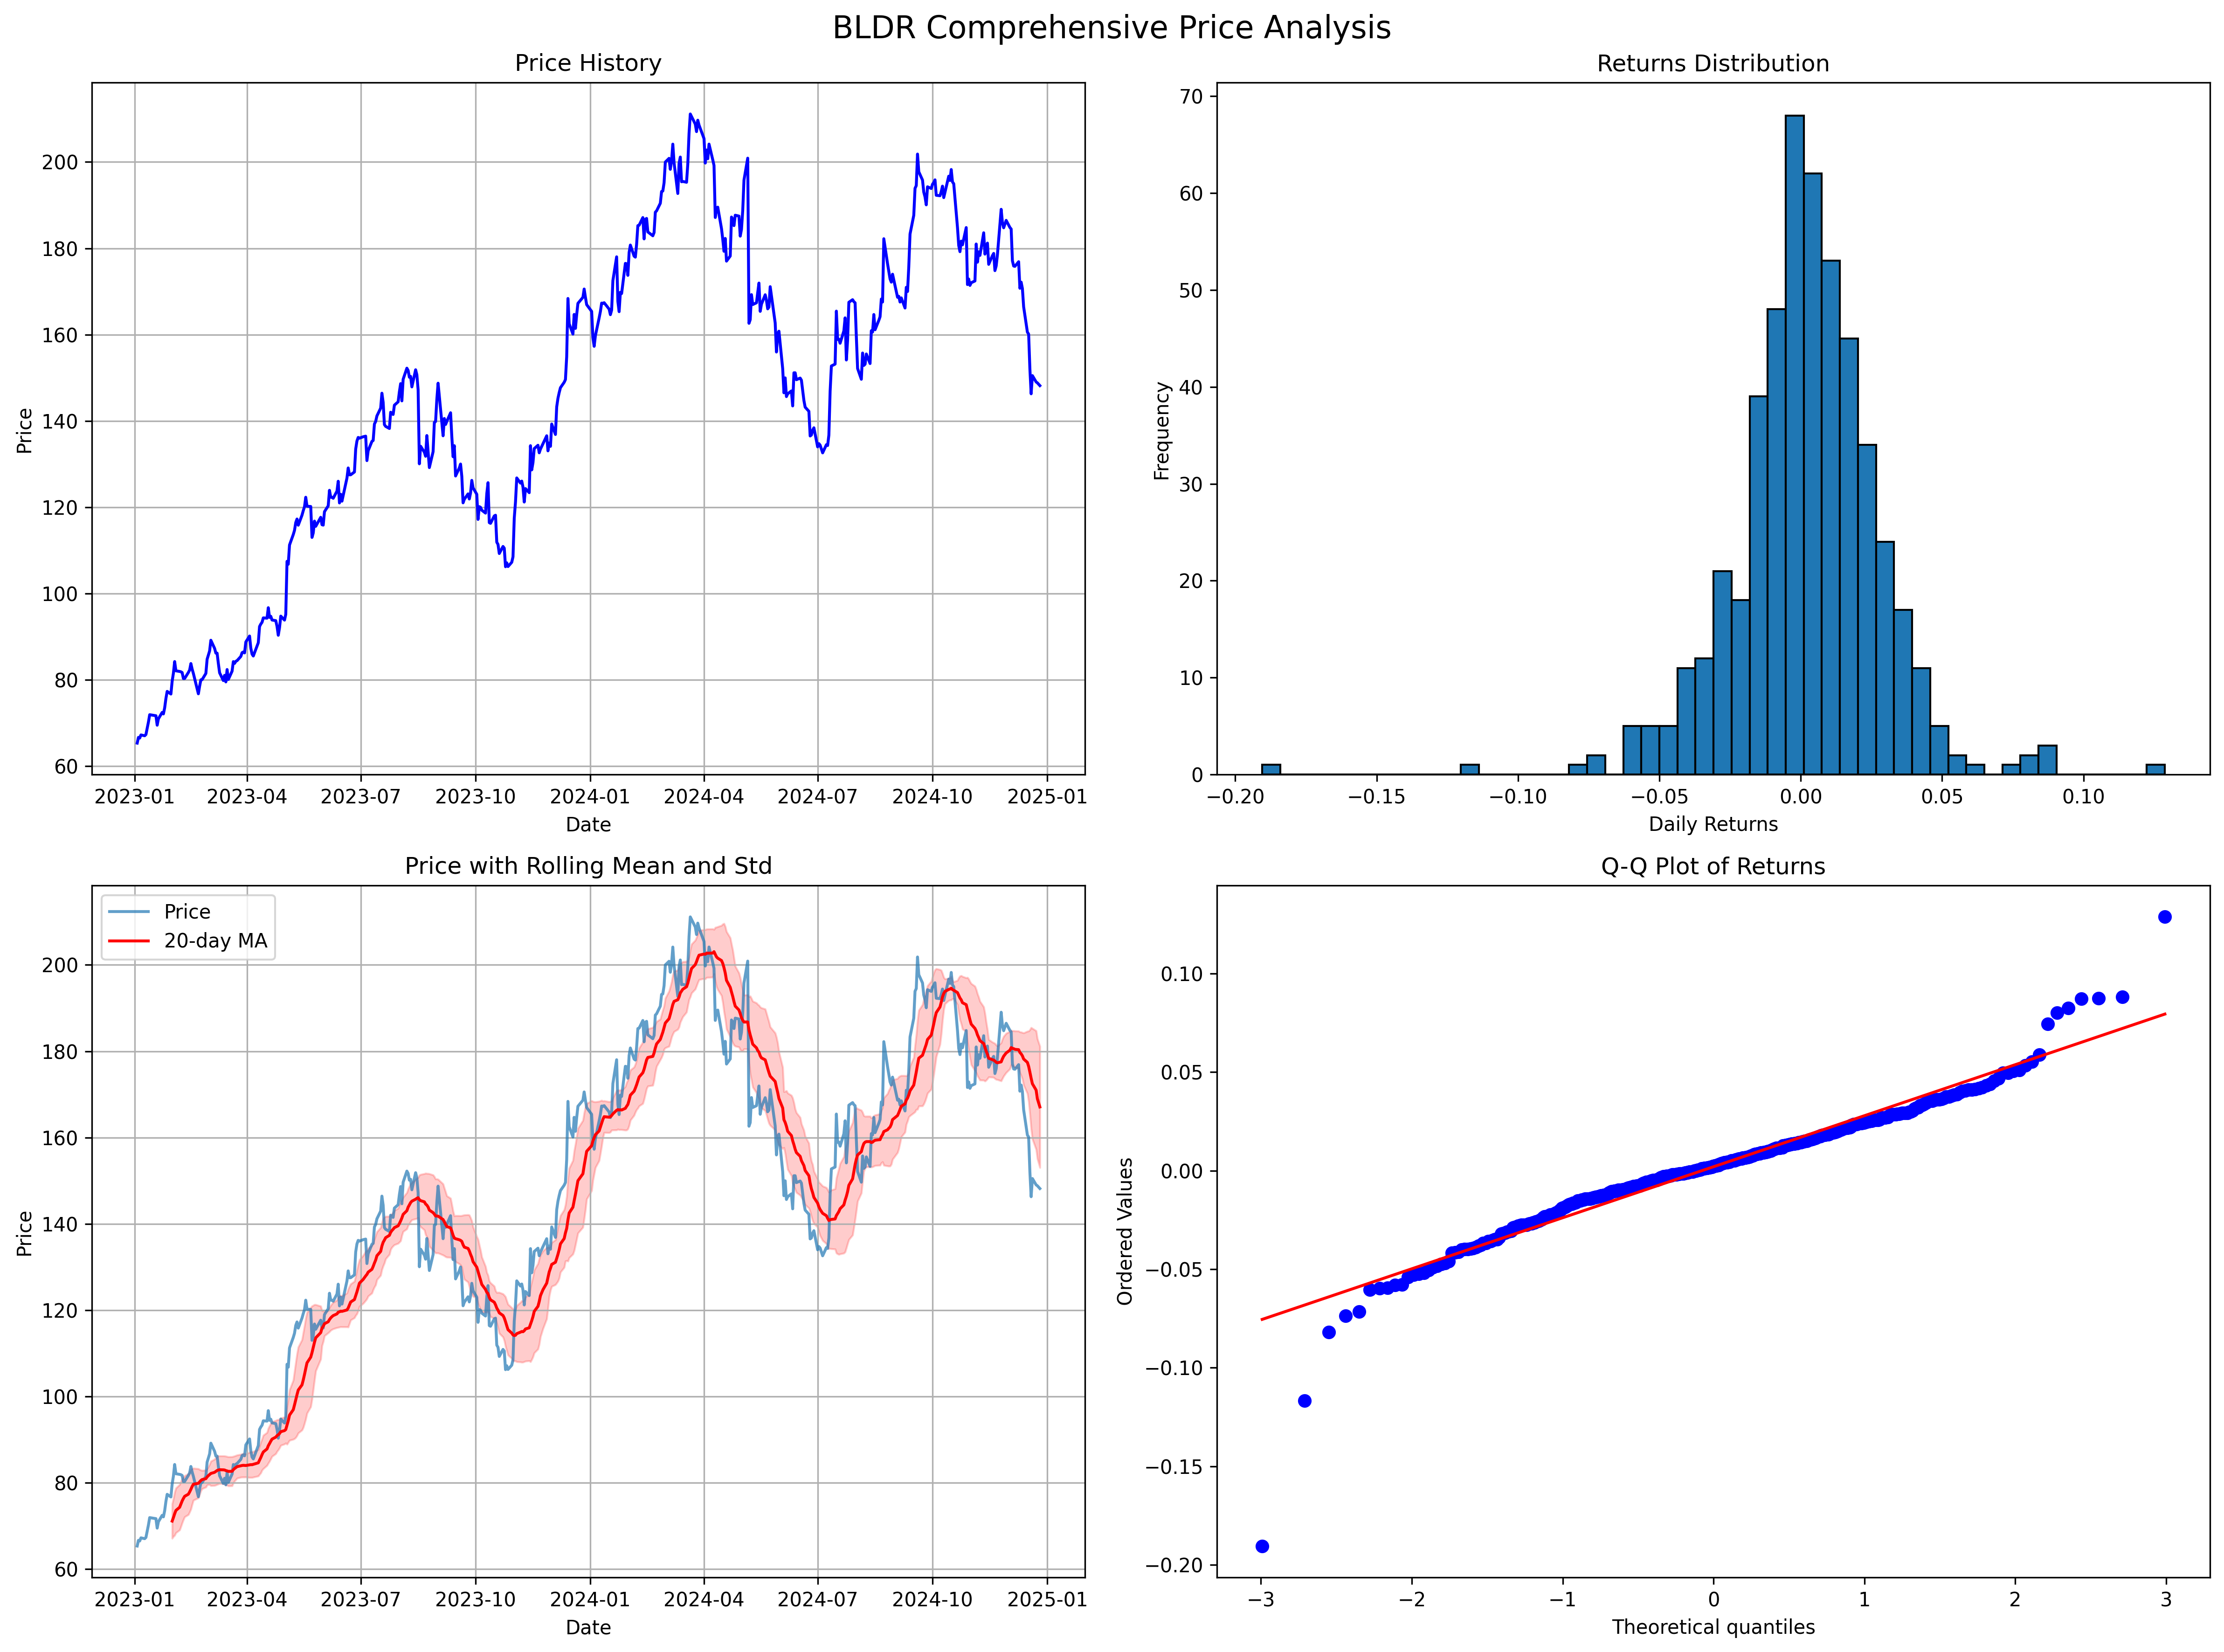 BLDR Comprehensive Price Analysis
Price History
Price
200
180
160
140
120
100
80
60
2023-01 2023-04 2023-07 2023-10 2024-01 2024-04 2024-07 2024-10 2025-01
Date
Returns Distribution
Frequency
70
60
50
40
30
20
10
0
−0.20 −0.15 −0.10 −0.05 0.00 0.05 0.10
Daily Returns
Price with Rolling Mean and Std
Price
20-day MA
Price
200
180
160
140
120
100
80
60
2023-01 2023-04 2023-07 2023-10 2024-01 2024-04 2024-07 2024-10 2025-01
Date
Q-Q Plot of Returns
Ordered Values
0.10
0.05
0.00
−0.05
−0.10
−0.15
−0.20
−3 −2 −1 0 1 2 3
Theoretical quantiles